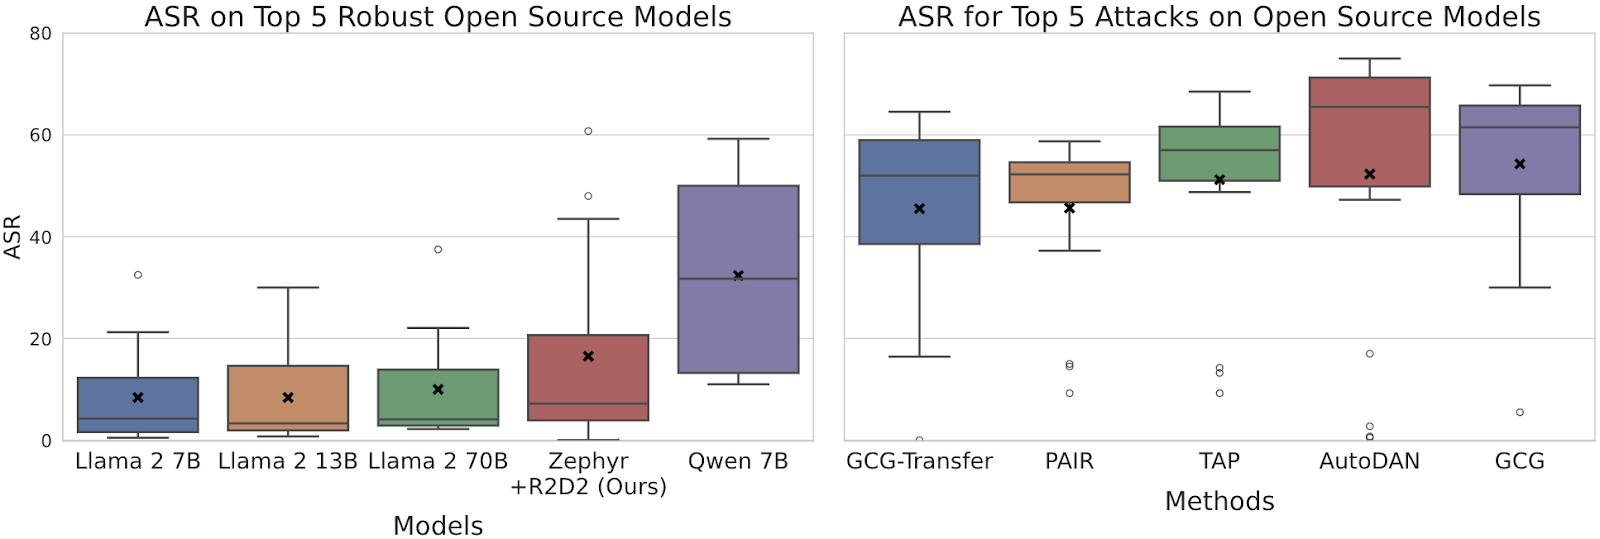 ASR on Top 5 Robust Open Source Models
80
60
40
20
0
ASR
Llama 2 7B
Llama 2 13B
Llama 2 70B
Zephyr
+R2D2 (Ours)
Qwen 7B
Models
ASR for Top 5 Attacks on Open Source Models
GCG-Transfer
PAIR
TAP
AutoDAN
GCG
Methods